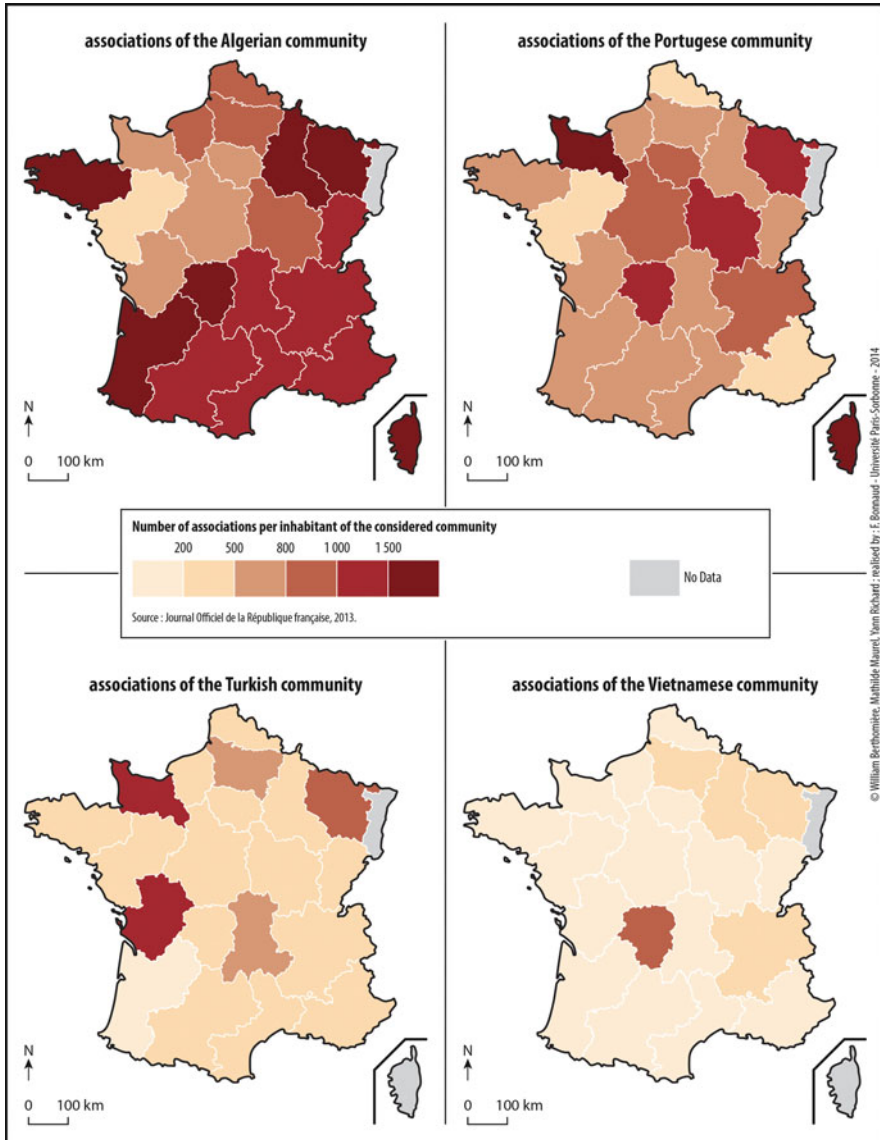 associations of the Algerian community
associations of the Portugese community
N
0 100 km
N
0 100 km
Number of associations per inhabitant of the considered community
200 500 800 1 000 1 500
No Data
Source : Journal Officiel de la République française, 2013.
associations of the Turkish community
associations of the Vietnamese community
N
0 100 km
N
0 100 km
© William Berthomière, Mathilde Maurel, Yann Richard ; realised by : F. Bonnaud - Université Paris-Sorbonne - 2014